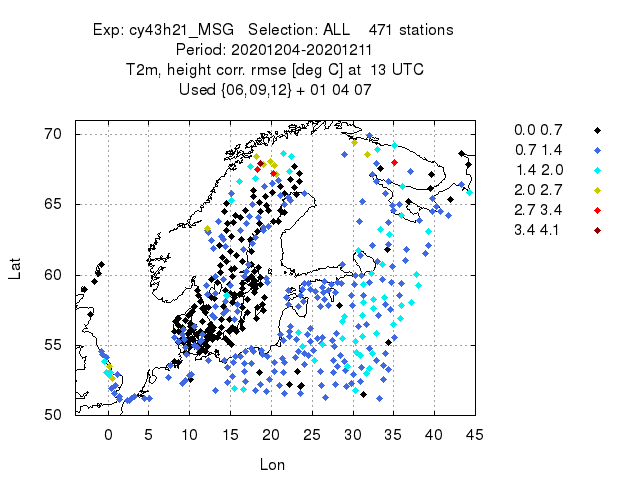 Exp: cy43h21_MSG Selection: ALL 471 stations
Period: 20201204-20201211
T2m, height corr. rmse [deg C] at 13 UTC
Used {06,09,12} + 01 04 07
0.0 0.7
0.7 1.4
1.4 2.0
2.0 2.7
2.7 3.4
3.4 4.1
Lat
70
65
60
55
50
0 5 10 15 20 25 30 35 40 45
Lon